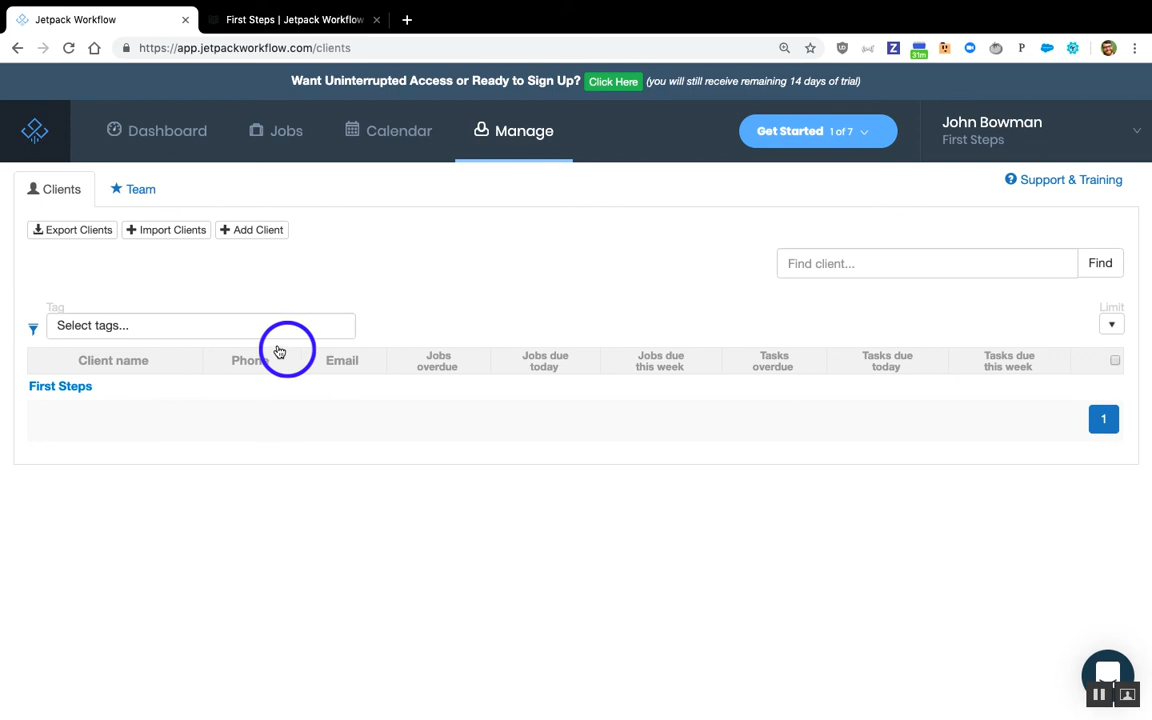 Jetpack Workflow
First Steps | Jetpack Workflow
https://app.jetpackworkflow.com/clients
31m
Want Uninterrupted Access or Ready to Sign Up? Click Here (you will still receive remaining 14 days of trial)
Dashboard
Jobs
Calendar
Manage
Get Started 1 of 7
John Bowman
First Steps
Clients
Team
Support & Training
Export Clients
Import Clients
Add Client
Find client...
Find
Tag
Select tags...
Limit
Client name
Phone
Email
Jobs overdue
Jobs due today
Jobs due this week
Tasks overdue
Tasks due today
Tasks due this week
First Steps
1